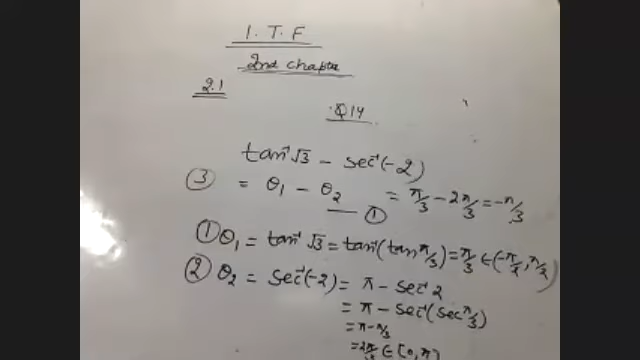 I. T. F
2nd chapter
2.1
Q14
tan⁻¹√3 - sec⁻¹(-2)
③ = θ₁ - θ₂ = π/3 - 2π/3 = -π/3
— ①
① θ₁ = tan⁻¹√3 = tan⁻¹(tan π/3) = π/3 ∈ (-π/2, π/2)
② θ₂ = sec⁻¹(-2) = π - sec⁻¹2
= π - sec⁻¹(sec π/3)
= π - π/3
= 2π/3 ∈ [0, π]